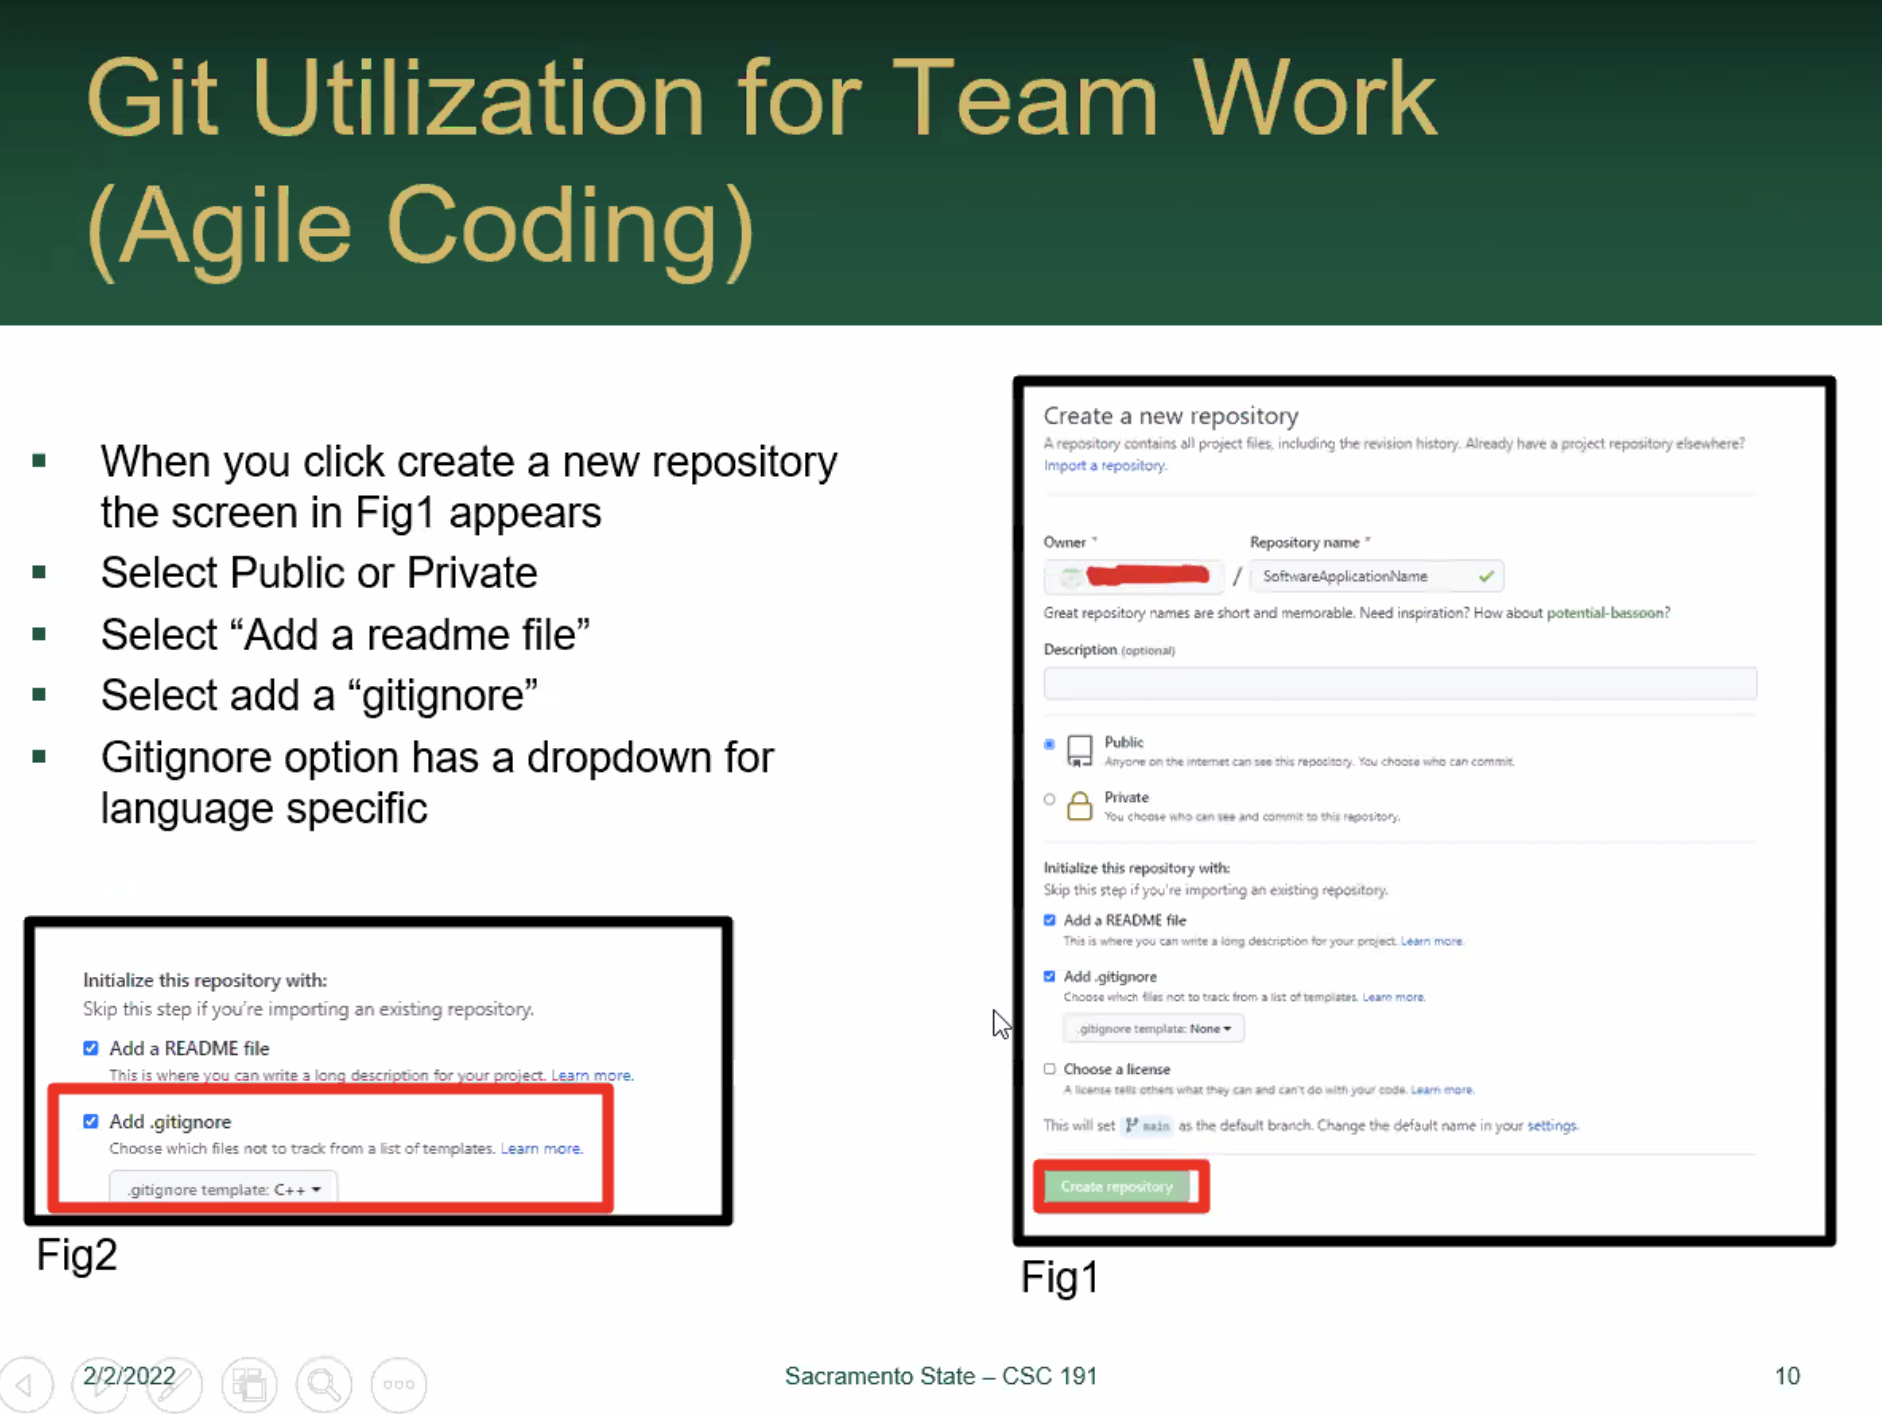 Git Utilization for Team Work
(Agile Coding)
When you click create a new repository
the screen in Fig1 appears
Select Public or Private
Select “Add a readme file”
Select add a “gitignore”
Gitignore option has a dropdown for
language specific
Initialize this repository with:
Skip this step if you're importing an existing repository.
Add a README file
This is where you can write a long description for your project. Learn more.
Add .gitignore
Choose which files not to track from a list of templates. Learn more.
.gitignore template: C++
Fig2
Create a new repository
A repository contains all project files, including the revision history. Already have a project repository elsewhere?
Import a repository.
Owner * Repository name *
/ SoftwareApplicationName
Great repository names are short and memorable. Need inspiration? How about potential-bassoon?
Description (optional)
Public
Anyone on the internet can see this repository. You choose who can commit.
Private
You choose who can see and commit to this repository.
Initialize this repository with:
Skip this step if you're importing an existing repository.
Add a README file
This is where you can write a long description for your project. Learn more.
Add .gitignore
Choose which files not to track from a list of templates. Learn more.
.gitignore template: None
Choose a license
A license tells others what they can and can't do with your code. Learn more.
This will set main as the default branch. Change the default name in your settings.
Create repository
Fig1
2/2/2022
Sacramento State – CSC 191
10